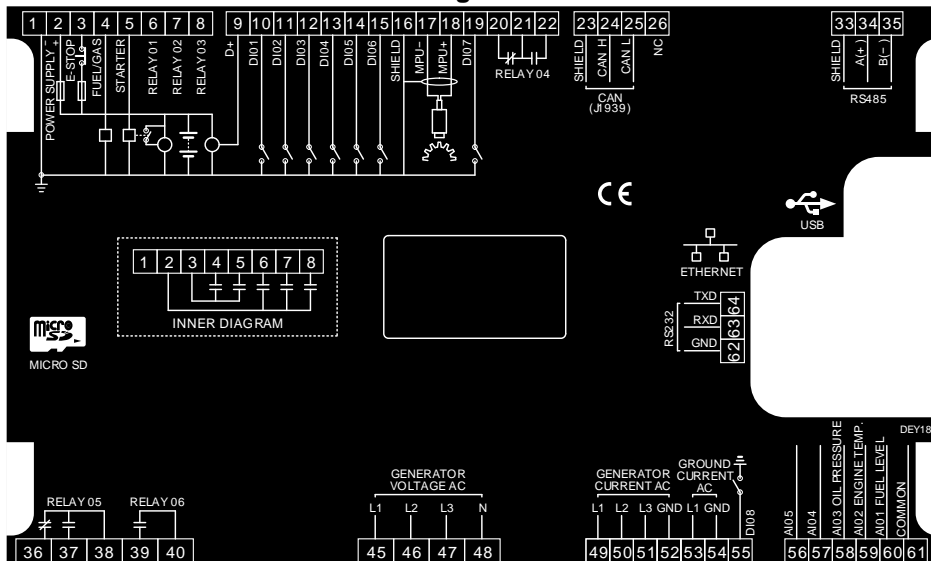 1 2 3 4 5 6 7 8 9 10 11 12 13 14 15 16 17 18 19 20 21 22 23 24 25 26 33 34 35
POWER SUPPLY - +
E-STOP
FUEL/GAS
STARTER
RELAY 01
RELAY 02
RELAY 03
D+
DI01
DI02
DI03
DI04
DI05
DI06
SHIELD
MPU-
MPU+
DI07
RELAY 04
SHIELD
CAN H
CAN L
NC
CAN
(J1939)
SHIELD
A(+)
B(-)
RS485
CE
USB
ETHERNET
1 2 3 4 5 6 7 8
INNER DIAGRAM
Micro
SD
MICRO SD
RS232
TXD 64
RXD 63
GND 62
DEY18
RELAY 05
RELAY 06
GENERATOR
VOLTAGE AC
L1 L2 L3 N
GENERATOR
CURRENT AC
L1 L2 L3 GND
GROUND
CURRENT
AC
L1 GND
DI08
AI05
AI04
AI03 OIL PRESSURE
AI02 ENGINE TEMP.
AI01 FUEL LEVEL
COMMON
36 37 38 39 40 45 46 47 48 49 50 51 52 53 54 55 56 57 58 59 60 61